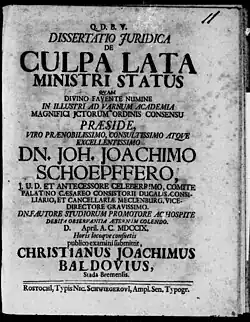 11
Q. D. B. V.
DISSERTATIO JURIDICA
DE
CULPA LATA
MINISTRI STATUS
QUAM
DIVINO FAVENTE NUMINE
IN ILLUSTRI AD VARNUM ACADEMIA
MAGNIFICI JCTORUM ORDINIS CONSENSU
PRÆSIDE,
VIRO PRÆNOBILISSIMO, CONSULTISSIMO ATQVE
EXCELLENTISSIMO
DN. JOH. JOACHIMO
SCHOEPFFERO,
J. U. D. ET ANTECESSORE CELEBERRIMO, COMITE
PALATINO CÆSAREO CONSISTORII DUCALIS CONSI-
LIARIO, ET CANCELLARIÆ MECLENBURG. VICE-
DIRECTORE GRAVISSIMO.
DN. FAUTORE STUDIORUM PROMOTORE AC HOSPITE
DEBITA OBSERVANTIA ÆTERNUM COLENDO.
D. April. A. C. MDCCIX.
Horis locoque consuetis
publico examini submittit,
CHRISTIANUS JOACHIMUS
BALDOVIUS,
Stada Bremensis.
ROSTOCHI, Typis NIC. SCHWIEGEROVI, Ampl. Sen. Typogr.